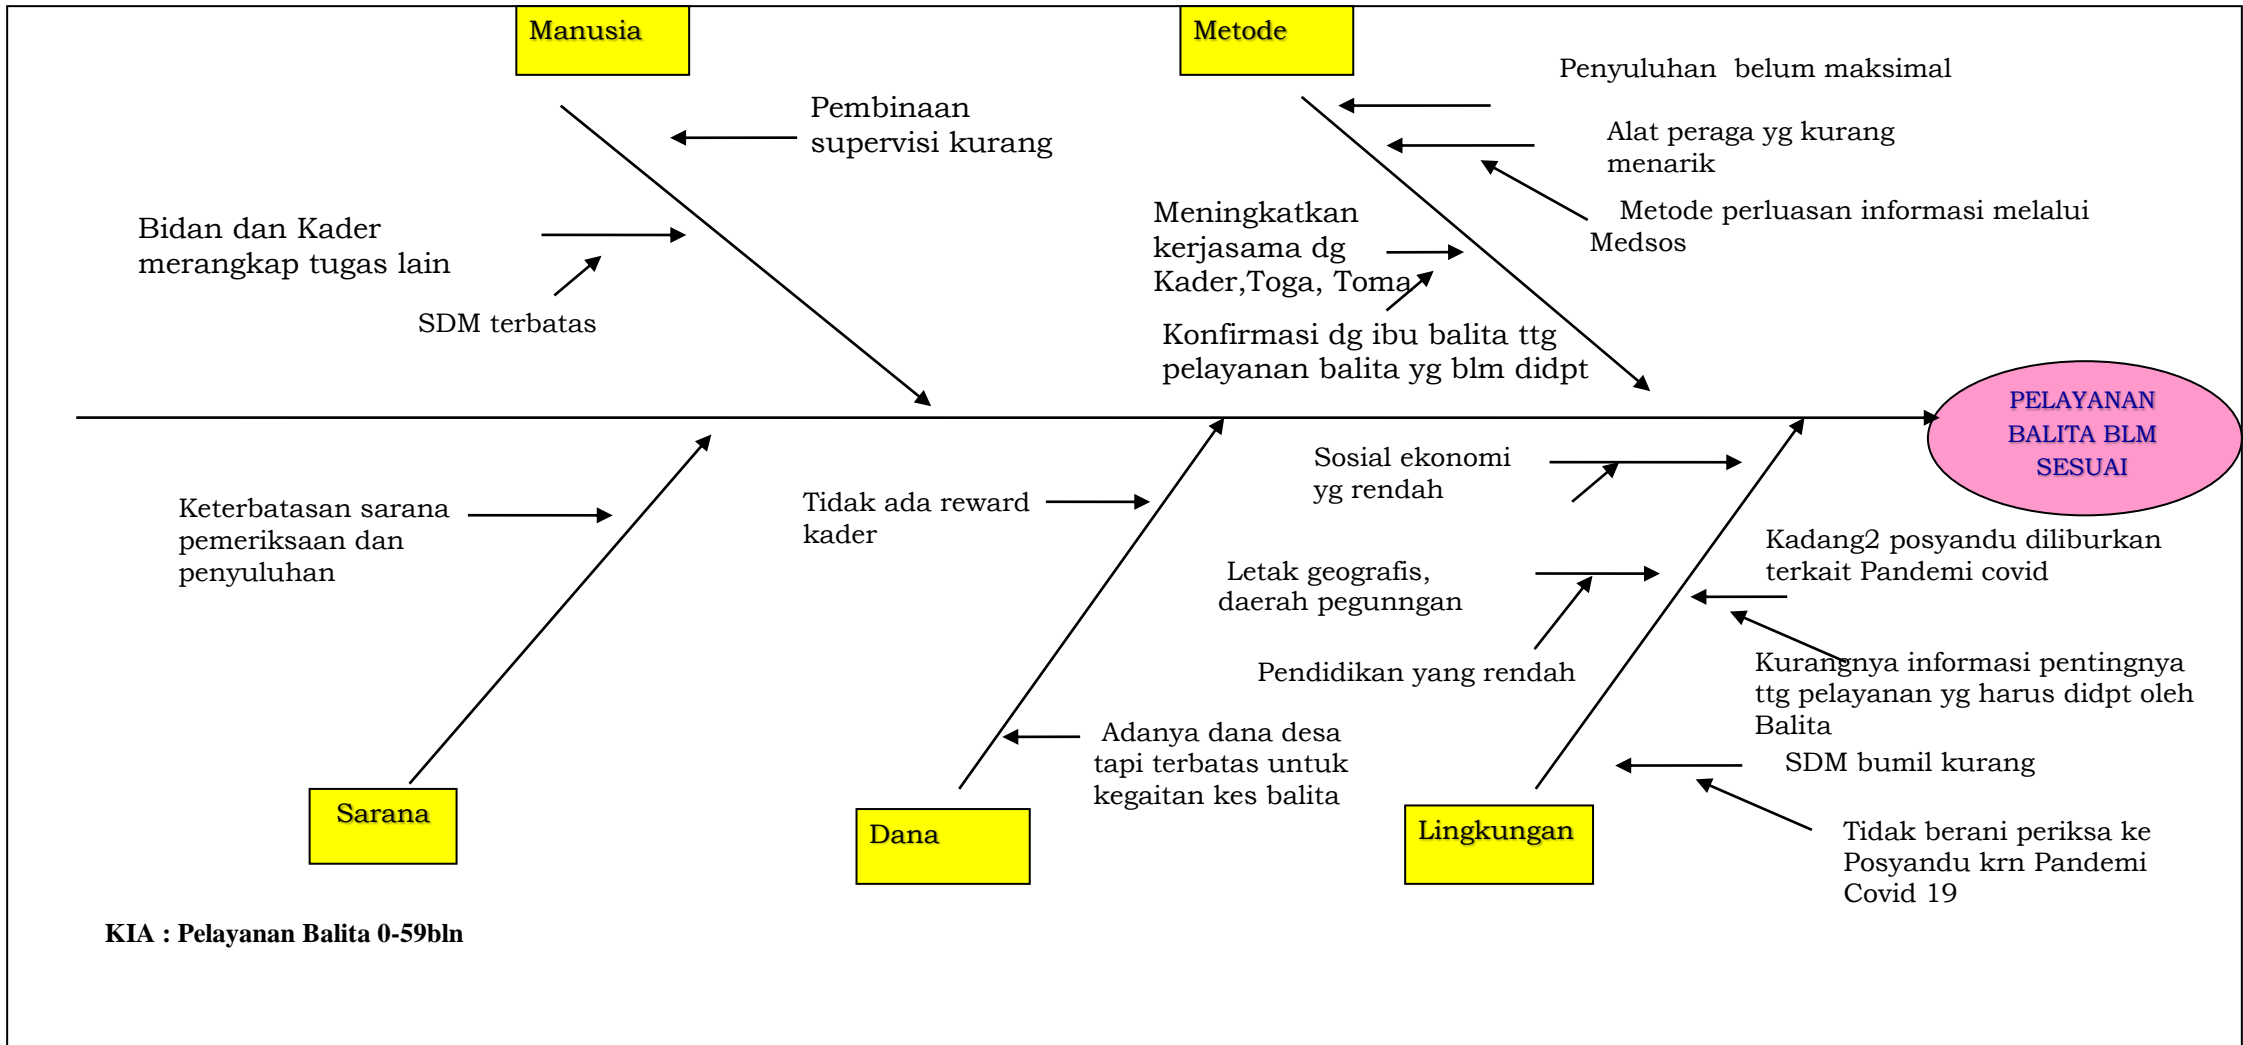 Manusia
Metode
Penyuluhan  belum maksimal
Pembinaan
supervisi kurang
Alat peraga yg kurang
menarik
Bidan dan Kader
merangkap tugas lain
Meningkatkan
kerjasama dg
Kader,Toga, Toma
Metode perluasan informasi melalui
Medsos
SDM terbatas
Konfirmasi dg ibu balita ttg
pelayanan balita yg blm didpt
PELAYANAN
BALITA BLM
SESUAI
Keterbatasan sarana
pemeriksaan dan
penyuluhan
Tidak ada reward
kader
Sosial ekonomi
yg rendah
Letak geografis,
daerah pegunngan
Kadang2 posyandu diliburkan
terkait Pandemi covid
Pendidikan yang rendah
Kurangnya informasi pentingnya
ttg pelayanan yg harus didpt oleh
Balita
Adanya dana desa
tapi terbatas untuk
kegaitan kes balita
SDM bumil kurang
Tidak berani periksa ke
Posyandu krn Pandemi
Covid 19
Sarana
Dana
Lingkungan
KIA : Pelayanan Balita 0-59bln